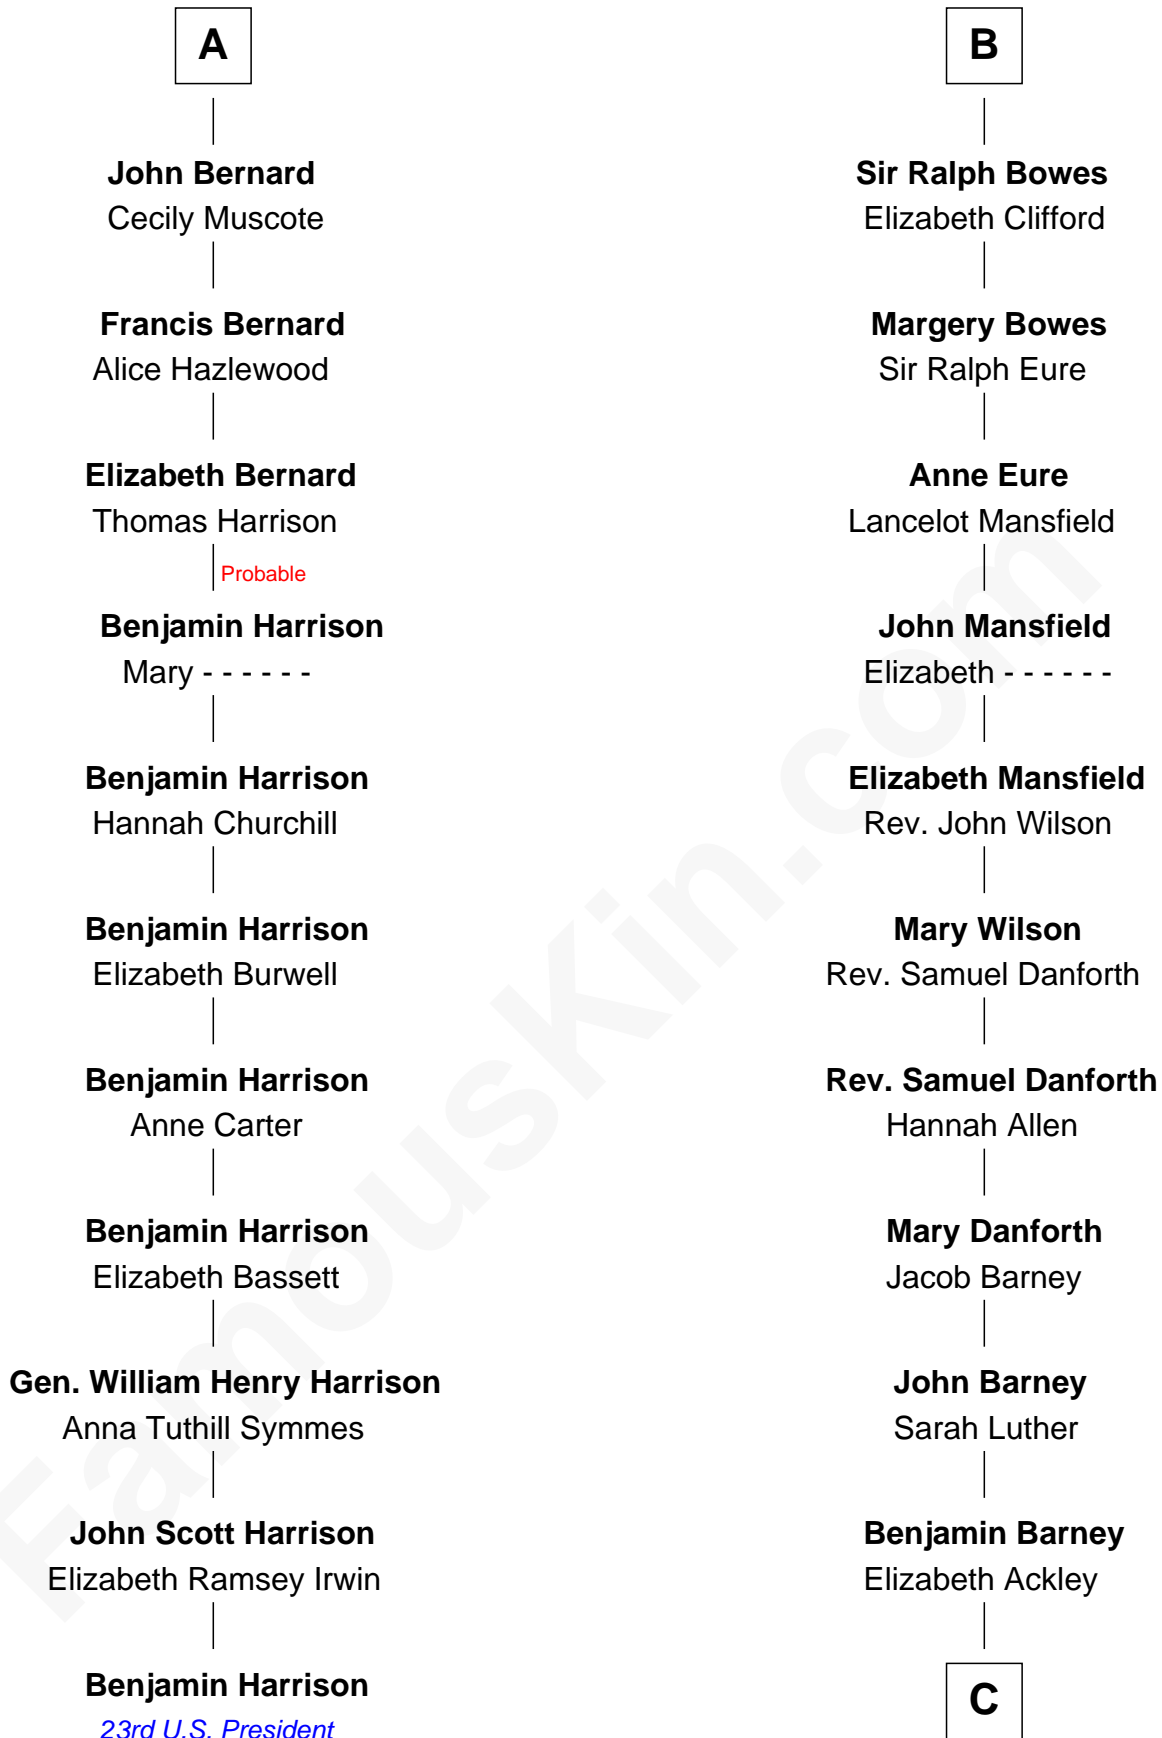 A
John Bernard
Cecily Muscote
Francis Bernard
Alice Hazlewood
Elizabeth Bernard
Thomas Harrison
Probable
Benjamin Harrison
Mary - - - - - -
Benjamin Harrison
Hannah Churchill
Benjamin Harrison
Elizabeth Burwell
Benjamin Harrison
Anne Carter
Benjamin Harrison
Elizabeth Bassett
Gen. William Henry Harrison
Anna Tuthill Symmes
John Scott Harrison
Elizabeth Ramsey Irwin
Benjamin Harrison
23rd U.S. President
B
Sir Ralph Bowes
Elizabeth Clifford
Margery Bowes
Sir Ralph Eure
Anne Eure
Lancelot Mansfield
John Mansfield
Elizabeth - - - - - -
Elizabeth Mansfield
Rev. John Wilson
Mary Wilson
Rev. Samuel Danforth
Rev. Samuel Danforth
Hannah Allen
Mary Danforth
Jacob Barney
John Barney
Sarah Luther
Benjamin Barney
Elizabeth Ackley
C
FamousKin.com